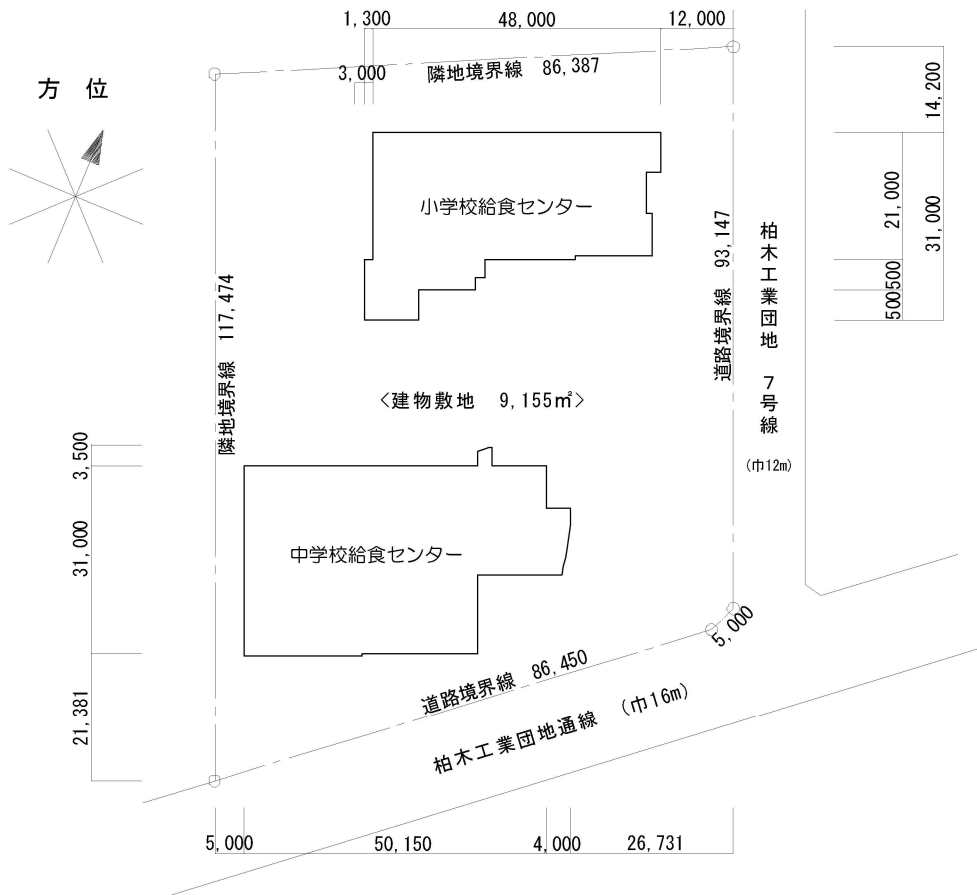 1,300
48,000
12,000
3,000
隣地境界線 86,387
方 位
14,200
小学校給食センター
21,000
31,000
500
500
柏木工業団地 7号線
(巾12m)
道路境界線 93,147
隣地境界線 117,474
<建物敷地 9,155㎡>
3,500
31,000
21,381
中学校給食センター
5,000
道路境界線 86,450
柏木工業団地通線 (巾16m)
5,000
50,150
4,000
26,731